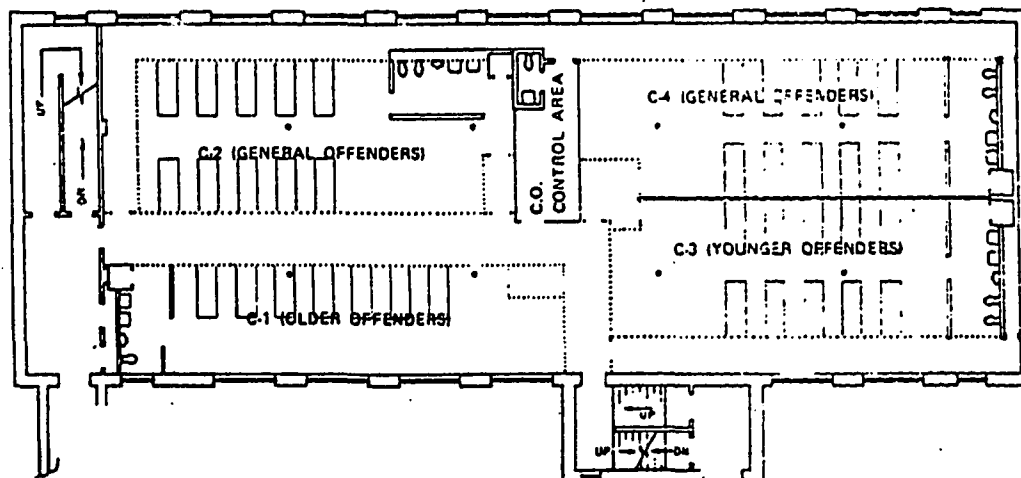 UP
DN
C-2 (GENERAL OFFENDERS)
C.O.
CONTROL AREA
C-4 (GENERAL OFFENDERS)
C-3 (YOUNGER OFFENDERS)
C-1 (OLDER OFFENDERS)
UP
UP
DN